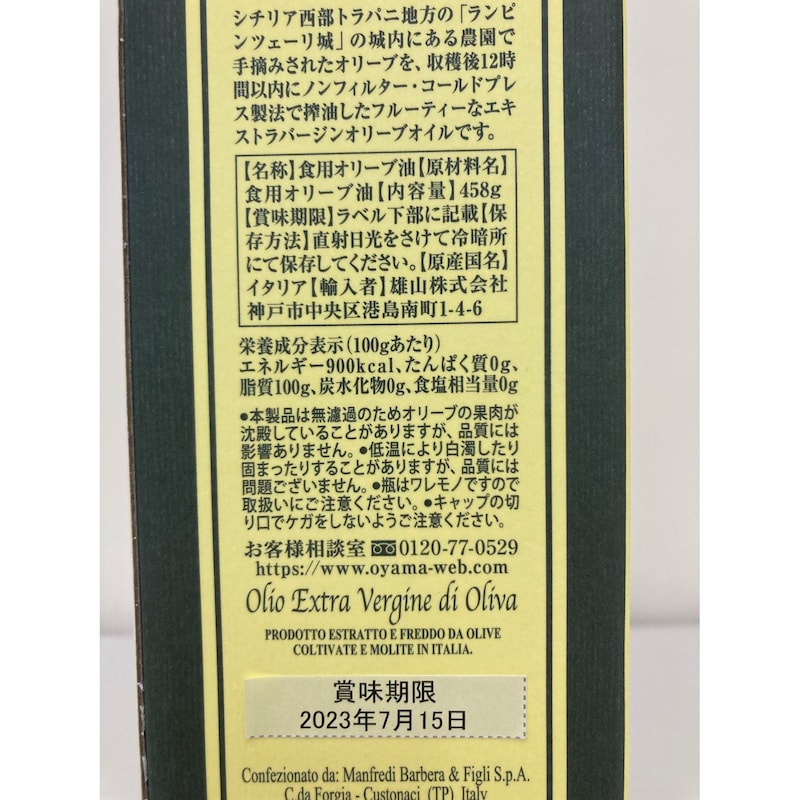 シチリア西部トラパニ地方の「ランビ
ンツェーリ城」の城内にある農園で
手摘みされたオリーブを、収穫後12時
間以内にノンフィルター・コールドプレ
ス製法で搾油したフルーティーなエキ
ストラバージンオリーブオイルです。
【名称】食用オリーブ油【原材料名】
食用オリーブ油【内容量】458g
【賞味期限】ラベル下部に記載【保
存方法】直射日光をさけて冷暗所
にて保存してください。【原産国名】
イタリア【輸入者】雄山株式会社
神戸市中央区港島南町1-4-6
栄養成分表示(100gあたり)
エネルギー900kcal、たんぱく質0g、
脂質100g、炭水化物0g、食塩相当量0g
●本製品は無濾過のためオリーブの果肉が
沈殿していることがありますが、品質には
影響ありません。●低温により白濁したり
固まったりすることがありますが、品質には
問題ございません。●瓶はワレモノですので
取扱いにご注意ください。●キャップの切
り口でケガをしないようご注意ください。
お客様相談室 0120-77-0529
https://www.oyama-web.com
Olio Extra Vergine di Oliva
PRODOTTO ESTRATTO E FREDDO DA OLIVE
COLTIVATE E MOLITE IN ITALIA.
賞味期限
2023年7月15日
Confezionato da: Manfredi Barbera & Figli S.p.A.
C.da Forgia - Custonaci (TP) Italy